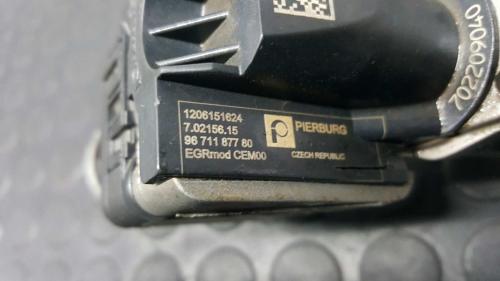 1206151624
7.02156.15
96 711 877 80
EGRmod CEM00
PIERBURG
CZECH REPUBLIC
702209040